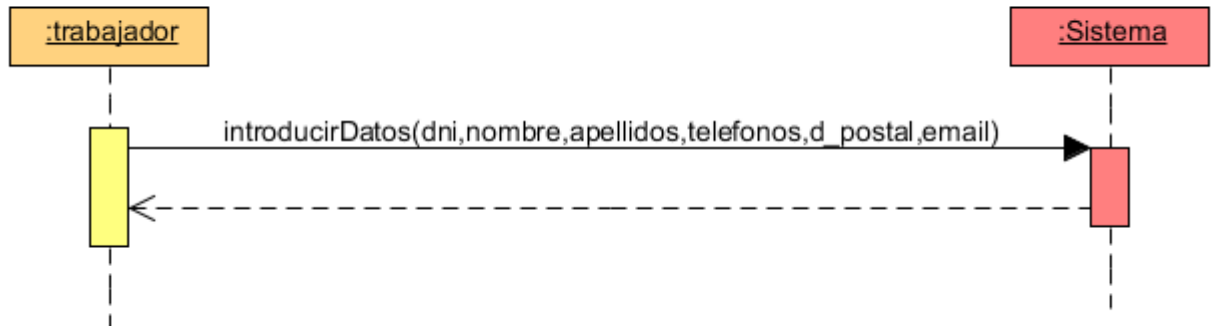 :trabajador
:Sistema
introducirDatos(dni,nombre,apellidos,telefonos,d_postal,email)